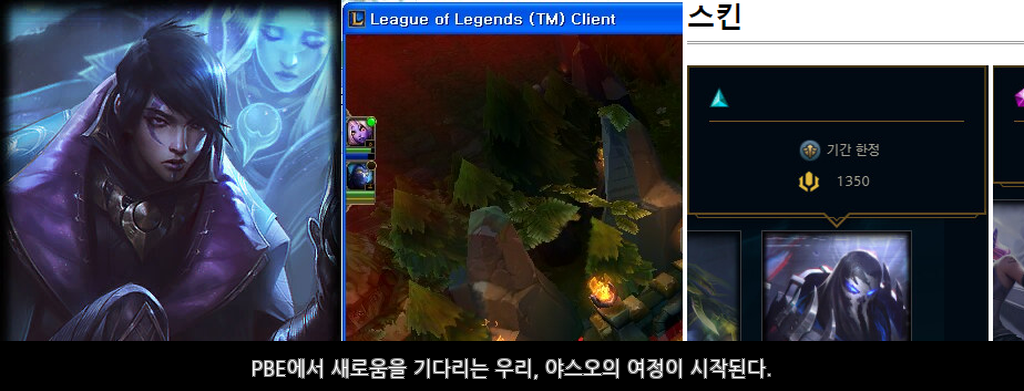 League of Legends (TM) Client
스킨
기간 한정
1350
PBE에서 새로움을 기다리는 우리, 야스오의 여정이 시작된다.